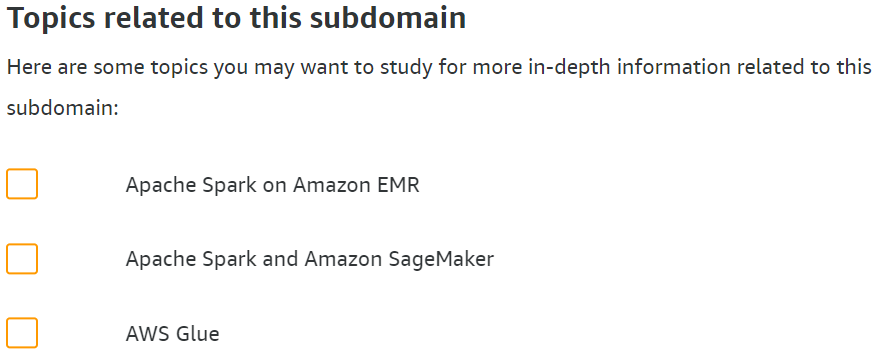 Topics related to this subdomain
Here are some topics you may want to study for more in-depth information related to this
subdomain:
Apache Spark on Amazon EMR
Apache Spark and Amazon SageMaker
AWS Glue